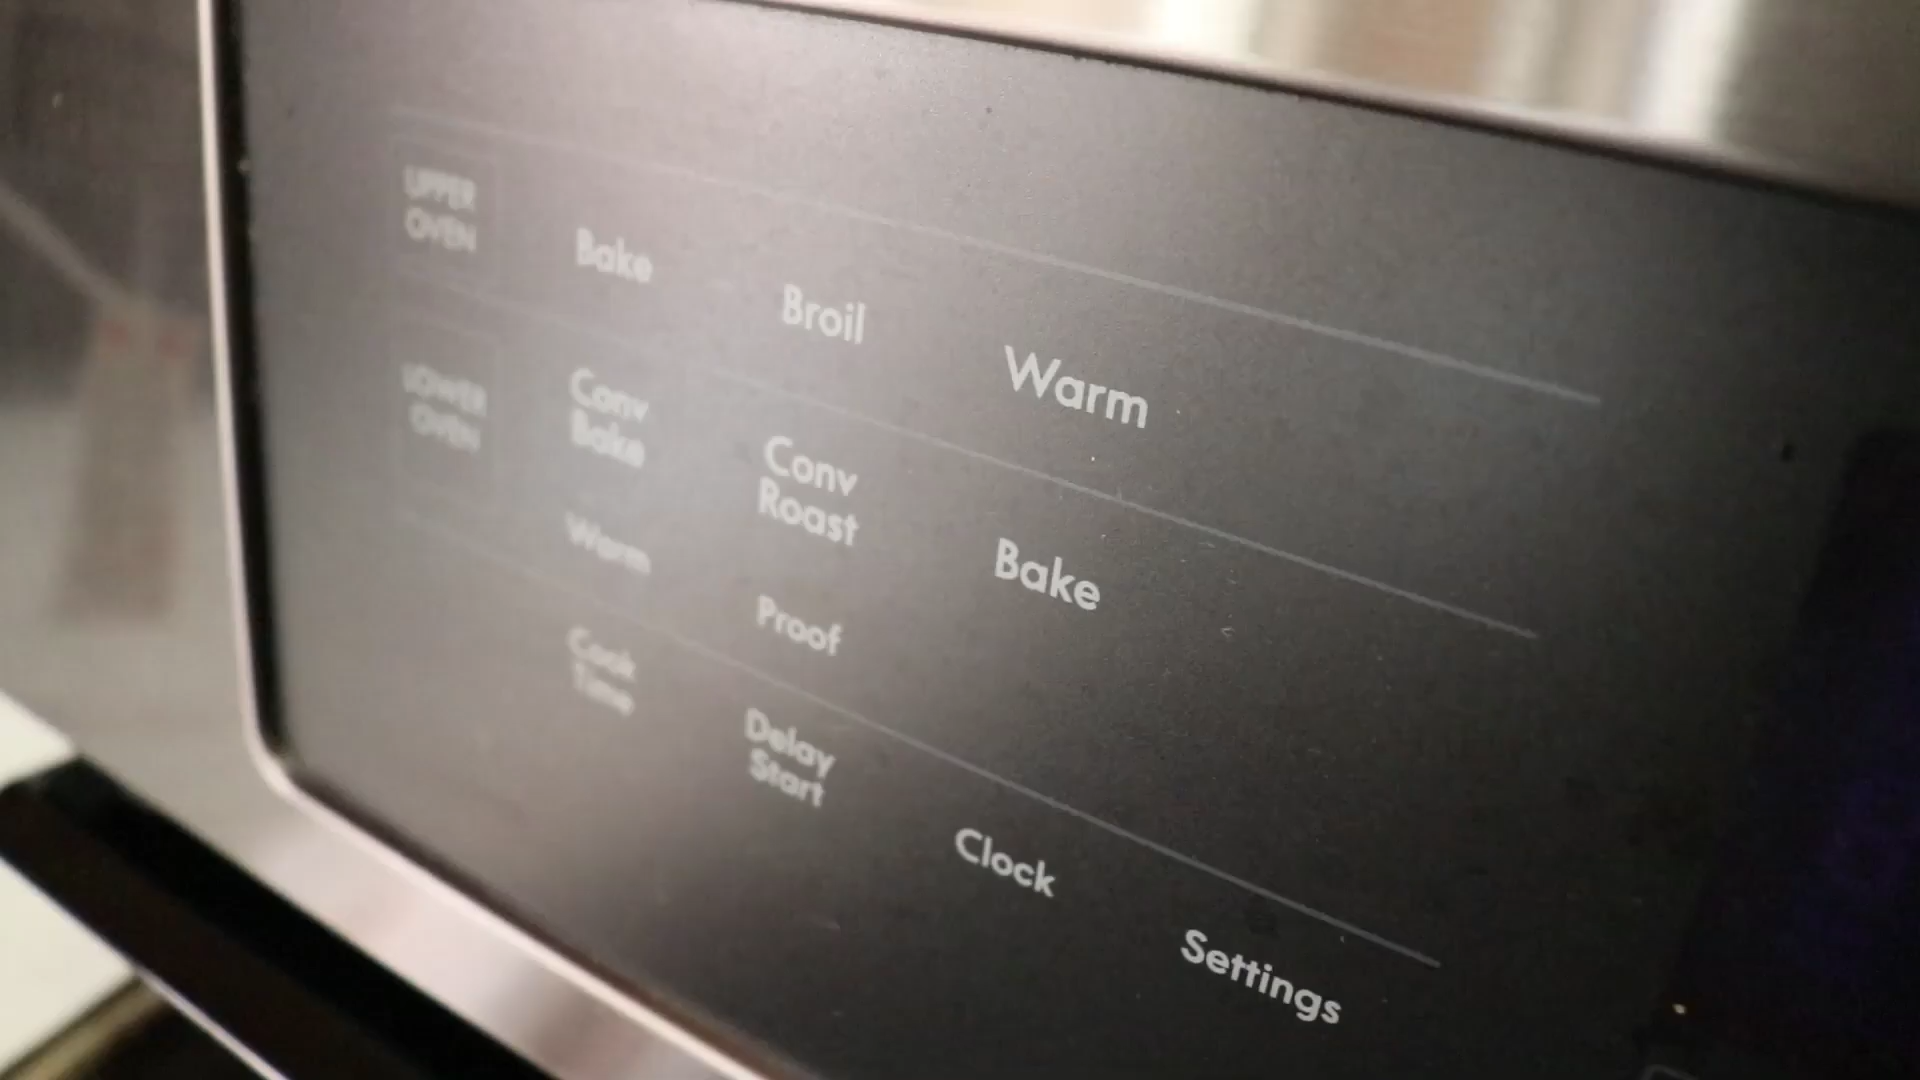 UPPER
OVEN
Bake
Broil
Warm
LOWER
OVEN
Conv
Bake
Conv
Roast
Bake
Warm
Proof
Cook
Time
Delay
Start
Clock
Settings